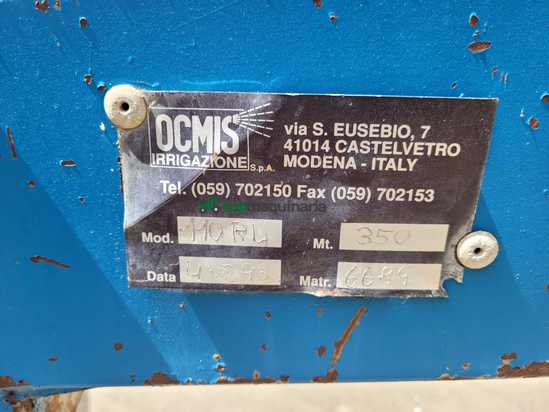 OCMIS
IRRIGAZIONE S.p.A.
via S. EUSEBIO, 7
41014 CASTELVETRO
MODENA - ITALY
Tel. (059) 702150 Fax (059) 702153
maquinaria
Mod. Mt. 350
Data Matr.